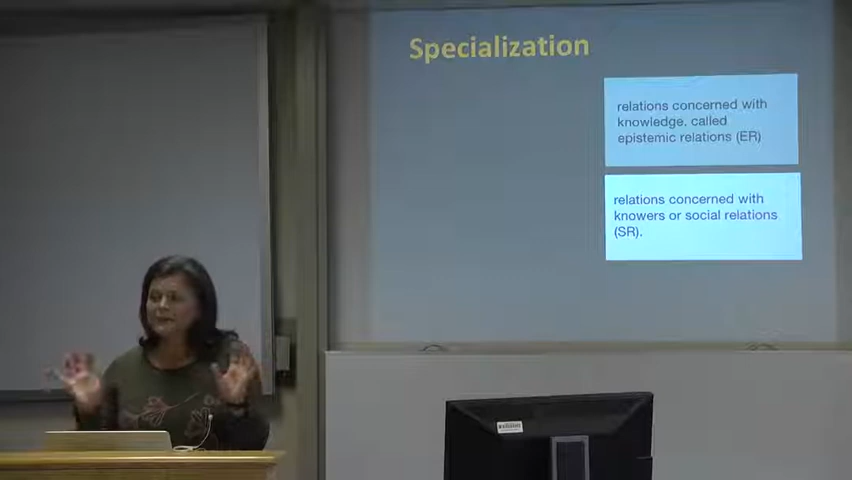 Specialization
relations concerned with
knowledge. called
epistemic relations (ER)
relations concerned with
knowers or social relations
(SR).